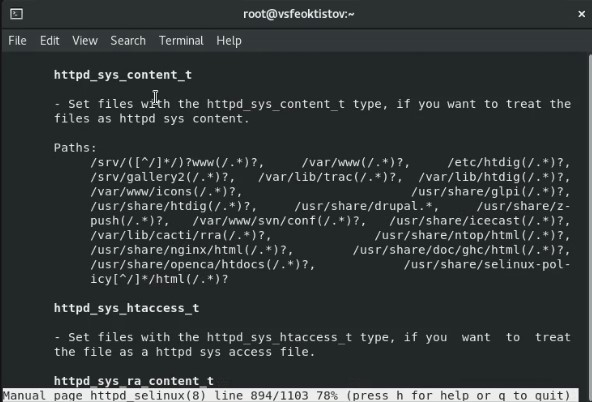 root@vsfeoktistov:~
File Edit View Search Terminal Help
httpd_sys_content_t
- Set files with the httpd_sys_content_t type, if you want to treat the
files as httpd sys content.
Paths:
/srv/([^/]*/)?www(/.*)?, /var/www(/.*)?, /etc/htdig(/.*)?,
/srv/gallery2(/.*)?, /var/lib/trac(/.*)?, /var/lib/htdig(/.*)?,
/var/www/icons(/.*)?, /usr/share/glpi(/.*)?,
/usr/share/htdig(/.*)?, /usr/share/drupal.*, /usr/share/z-
push(/.*)?, /var/www/svn/conf(/.*)?, /usr/share/icecast(/.*)?,
/var/lib/cacti/rra(/.*)?, /usr/share/ntop/html(/.*)?,
/usr/share/nginx/html(/.*)?, /usr/share/doc/ghc/html(/.*)?,
/usr/share/openca/htdocs(/.*)?, /usr/share/selinux-pol-
icy[^/]*/html(/.*)?
httpd_sys_htaccess_t
- Set files with the httpd_sys_htaccess_t type, if you want to treat
the file as a httpd sys access file.
httpd_sys_ra_content_t
Manual page httpd_selinux(8) line 894/1103 78% (press h for help or q to quit)